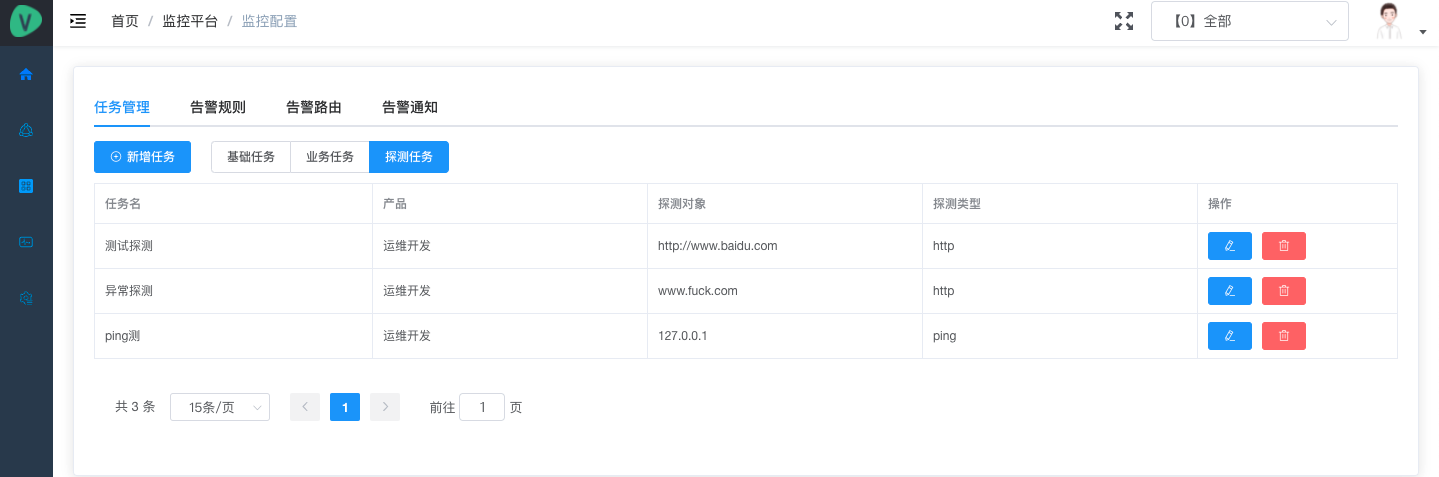 V
首页 / 监控平台 / 监控配置
【0】全部
任务管理 告警规则 告警路由 告警通知
新增任务 基础任务 业务任务 探测任务
任务名 产品 探测对象 探测类型 操作
测试探测 运维开发 http://www.baidu.com http
异常探测 运维开发 www.fuck.com http
ping测 运维开发 127.0.0.1 ping
共 3 条 15条/页 1 前往 1 页